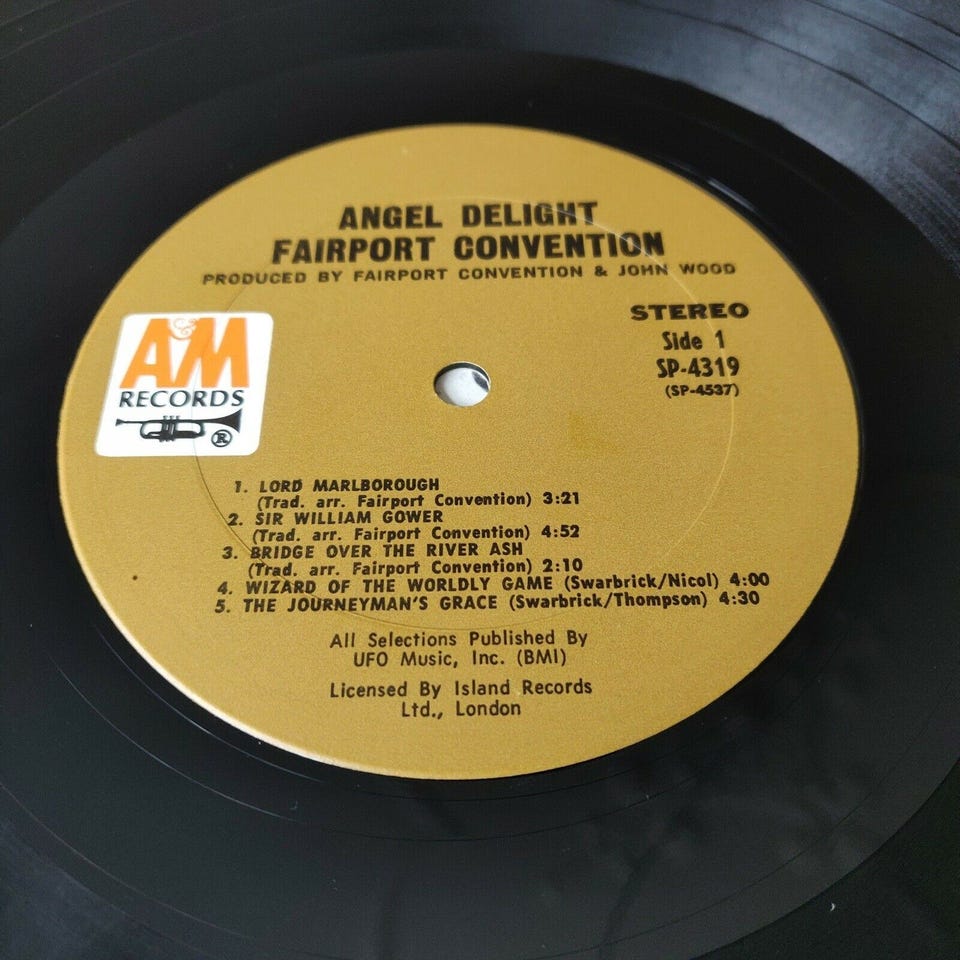 ANGEL DELIGHT
FAIRPORT CONVENTION
PRODUCED BY FAIRPORT CONVENTION & JOHN WOOD
A&M
RECORDS
®
STEREO
Side 1
SP-4319
(SP-4537)
1. LORD MARLBOROUGH
(Trad. arr. Fairport Convention) 3:21
2. SIR WILLIAM GOWER
(Trad. arr. Fairport Convention) 4:52
3. BRIDGE OVER THE RIVER ASH
(Trad. arr. Fairport Convention) 2:10
4. WIZARD OF THE WORLDLY GAME (Swarbrick/Nicol) 4:00
5. THE JOURNEYMAN'S GRACE (Swarbrick/Thompson) 4:30
All Selections Published By
UFO Music, Inc. (BMI)
Licensed By Island Records
Ltd., London